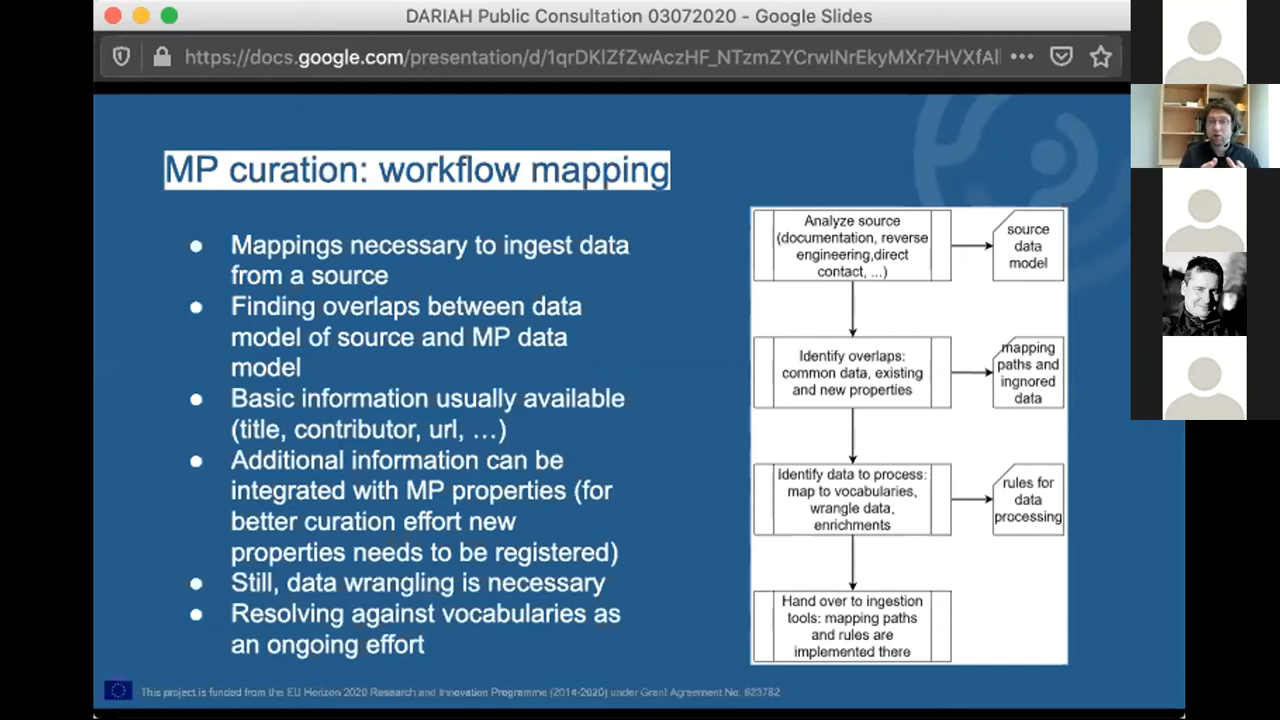 DARIAH Public Consultation 03072020 - Google Slides
MP curation: workflow mapping
● Mappings necessary to ingest data
from a source
● Finding overlaps between data
model of source and MP data
model
● Basic information usually available
(title, contributor, url, …)
● Additional information can be
integrated with MP properties (for
better curation effort new
properties needs to be registered)
● Still, data wrangling is necessary
● Resolving against vocabularies as
an ongoing effort
Analyze source
(documentation, reverse
engineering,direct
contact, ...)
source
data
model
Identify overlaps:
common data, existing
and new properties
mapping
paths and
ingnored
data
Identify data to process:
map to vocabularies,
wrangle data,
enrichments
rules for
data
processing
Hand over to ingestion
tools: mapping paths
and rules are
implemented there
This project is funded from the EU Horizon 2020 Research and Innovation Programme (2014-2020) under Grant Agreement No. 823782